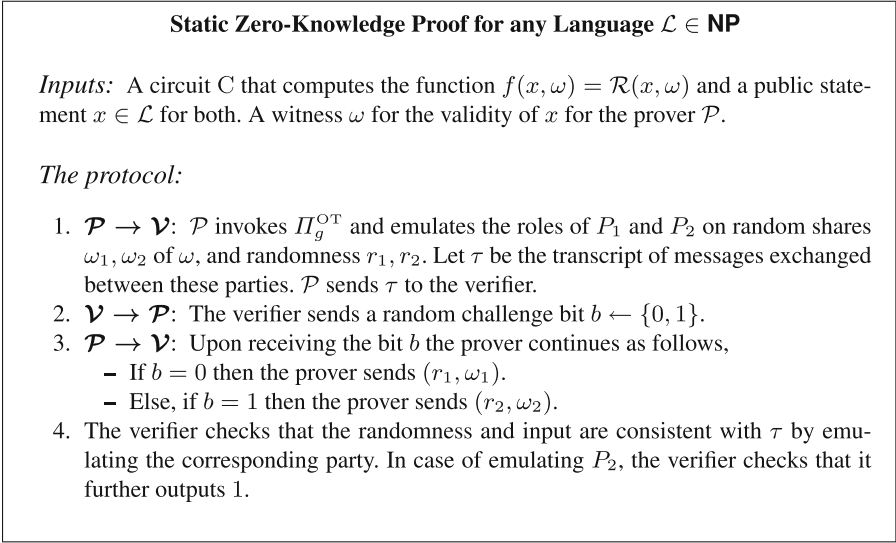 Static Zero-Knowledge Proof for any Language ℒ ∈ NP
Inputs: A circuit C that computes the function f(x, ω) = ℛ(x, ω) and a public state-
ment x ∈ ℒ for both. A witness ω for the validity of x for the prover 𝒫.
The protocol:
1. 𝒫 → 𝒱: 𝒫 invokes Π_g^OT and emulates the roles of P₁ and P₂ on random shares
ω₁, ω₂ of ω, and randomness r₁, r₂. Let τ be the transcript of messages exchanged
between these parties. 𝒫 sends τ to the verifier.
2. 𝒱 → 𝒫: The verifier sends a random challenge bit b ← {0, 1}.
3. 𝒫 → 𝒱: Upon receiving the bit b the prover continues as follows,
– If b = 0 then the prover sends (r₁, ω₁).
– Else, if b = 1 then the prover sends (r₂, ω₂).
4. The verifier checks that the randomness and input are consistent with τ by emu-
lating the corresponding party. In case of emulating P₂, the verifier checks that it
further outputs 1.